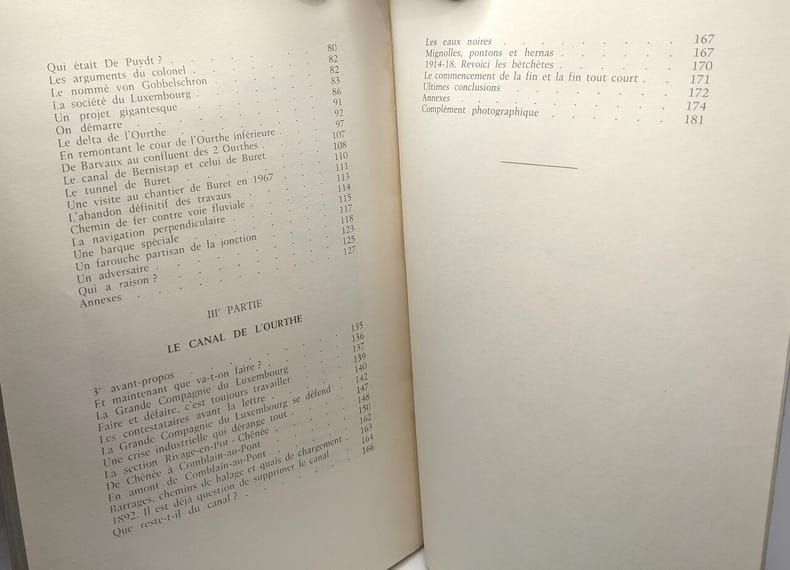 Qui était De Puydt ? . . . . . . . 80
Les arguments du colonel . . . . . . 82
Le nommé von Gobbelschron . . . . . 82
La société du Luxembourg . . . . . . 83
Un projet gigantesque . . . . . . . 86
On démarre . . . . . . . . . 91
Le delta de l'Ourthe . . . . . . . 92
En remontant le cour de l'Ourthe inférieure . . 97
De Barvaux au confluent des 2 Ourthes . . . 107
Le canal de Bernistap et celui de Buret . . . 108
Le tunnel de Buret . . . . . . . 110
Une visite au chantier de Buret en 1967 . . . 111
L'abandon définitif des travaux . . . . . 113
Chemin de fer contre voie fluviale . . . . 114
La navigation perpendiculaire . . . . . 115
Une barque spéciale . . . . . . . 117
Un farouche partisan de la jonction . . . . 118
Un adversaire . . . . . . . . 123
Qui a raison ? . . . . . . . . 125
Annexes . . . . . . . . . 127
IIIe PARTIE
LE CANAL DE L'OURTHE
3e avant-propos . . . . . . . . 135
Et maintenant que va-t-on faire ? . . . . 136
La Grande Compagnie du Luxembourg . . . 137
Faire et défaire, c'est toujours travailler . . . 139
Les contestataires avant la lettre . . . . 140
La Grande Compagnie du Luxembourg se défend . 142
Une crise industrielle qui dérange tout . . . 147
La section Rivage-en-Pot - Chênée . . . . 148
De Chênée à Comblain-au-Pont . . . . . 150
En amont de Comblain-au-Pont . . . . . 162
Barrages, chemins de halage et quais de chargement . 163
1892. Il est déjà question de supprimer le canal . 164
Que reste-t-il du canal ? . . . . . . 166
Les eaux noires . . . . . . . . 167
Mignolles, pontons et hernas . . . . . 167
1914-18. Revoici les bètchètes . . . . . 170
Le commencement de la fin et la fin tout court . . 171
Ultimes conclusions . . . . . . . 172
Annexes . . . . . . . . . 174
Complément photographique . . . . . 181